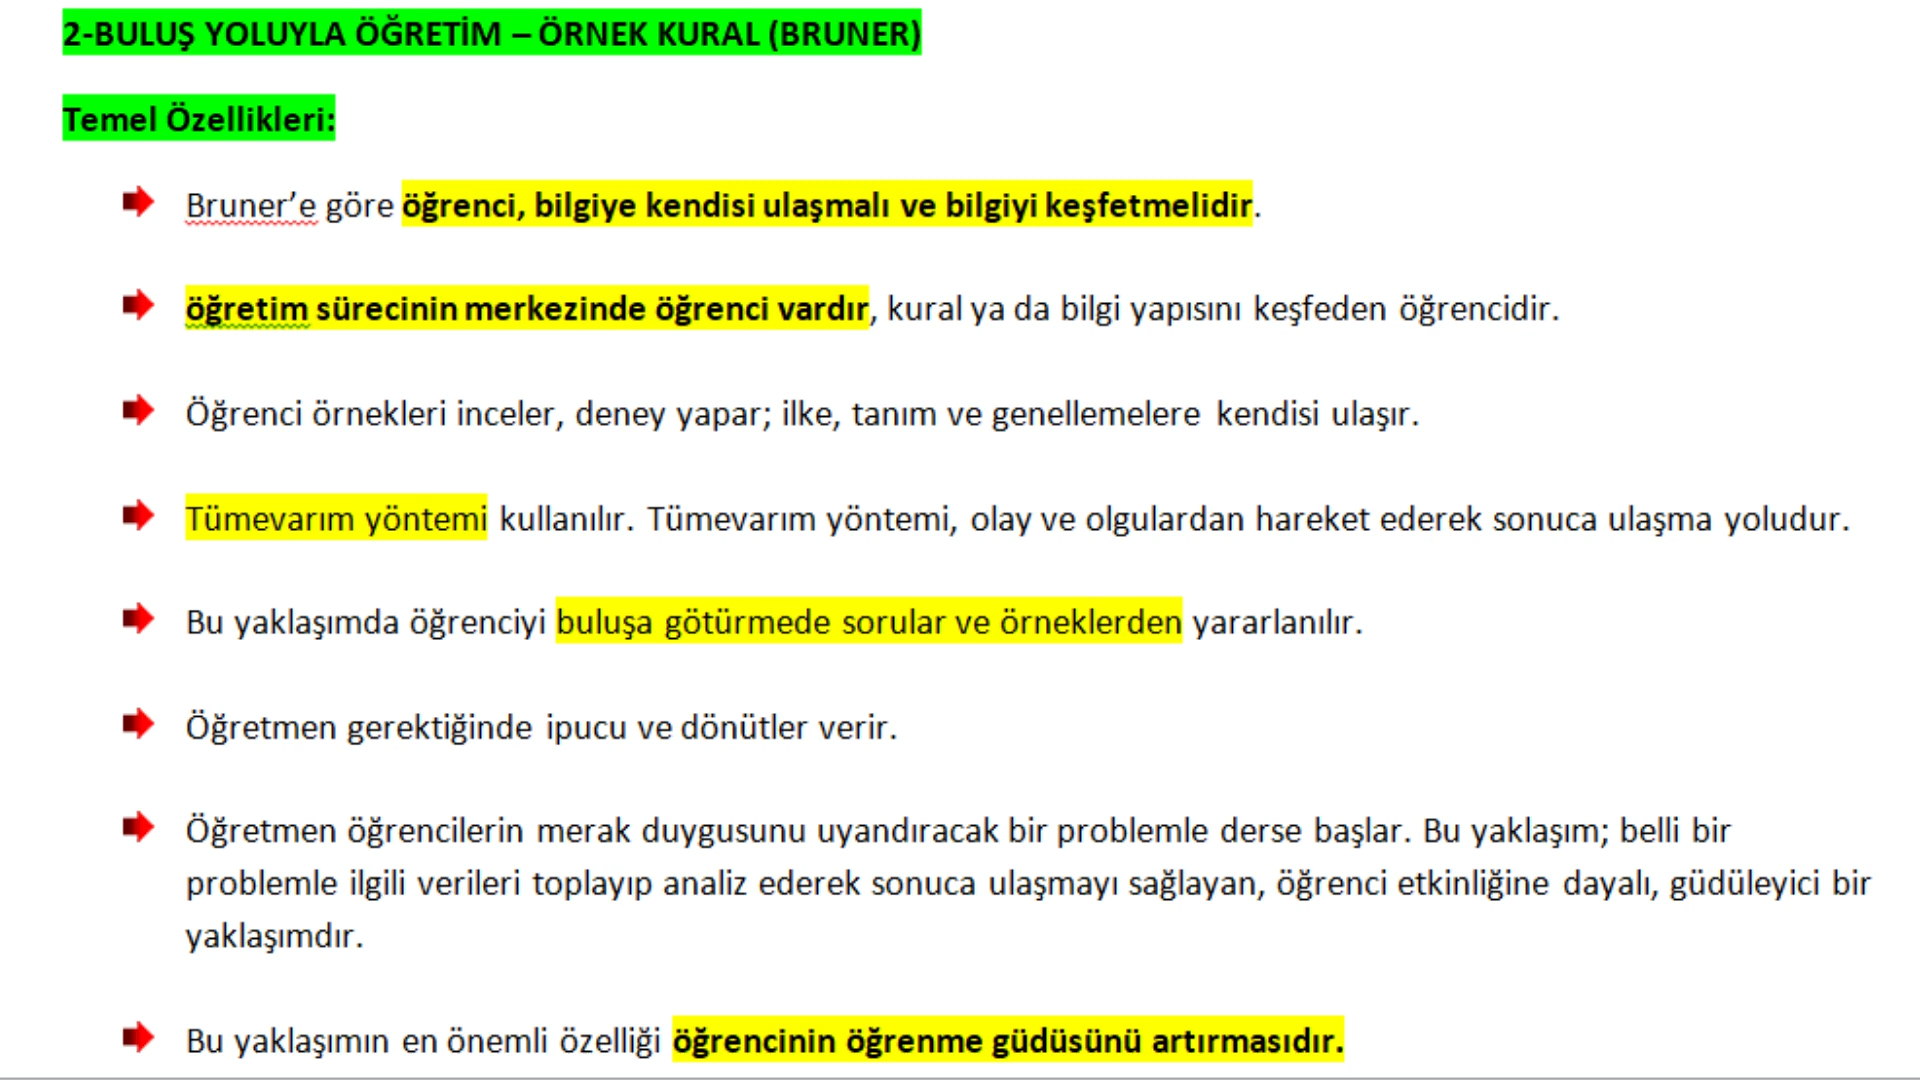 2-BULUŞ YOLUYLA ÖĞRETİM – ÖRNEK KURAL (BRUNER)
Temel Özellikleri:
Bruner’e göre öğrenci, bilgiye kendisi ulaşmalı ve bilgiyi keşfetmelidir.
öğretim sürecinin merkezinde öğrenci vardır, kural ya da bilgi yapısını keşfeden öğrencidir.
Öğrenci örnekleri inceler, deney yapar; ilke, tanım ve genellemelere kendisi ulaşır.
Tümevarım yöntemi kullanılır. Tümevarım yöntemi, olay ve olgulardan hareket ederek sonuca ulaşma yoludur.
Bu yaklaşımda öğrenciyi buluşa götürmede sorular ve örneklerden yararlanılır.
Öğretmen gerektiğinde ipucu ve dönütler verir.
Öğretmen öğrencilerin merak duygusunu uyandıracak bir problemle derse başlar. Bu yaklaşım; belli bir
problemle ilgili verileri toplayıp analiz ederek sonuca ulaşmayı sağlayan, öğrenci etkinliğine dayalı, güdüleyici bir
yaklaşımdır.
Bu yaklaşımın en önemli özelliği öğrencinin öğrenme güdüsünü artırmasıdır.